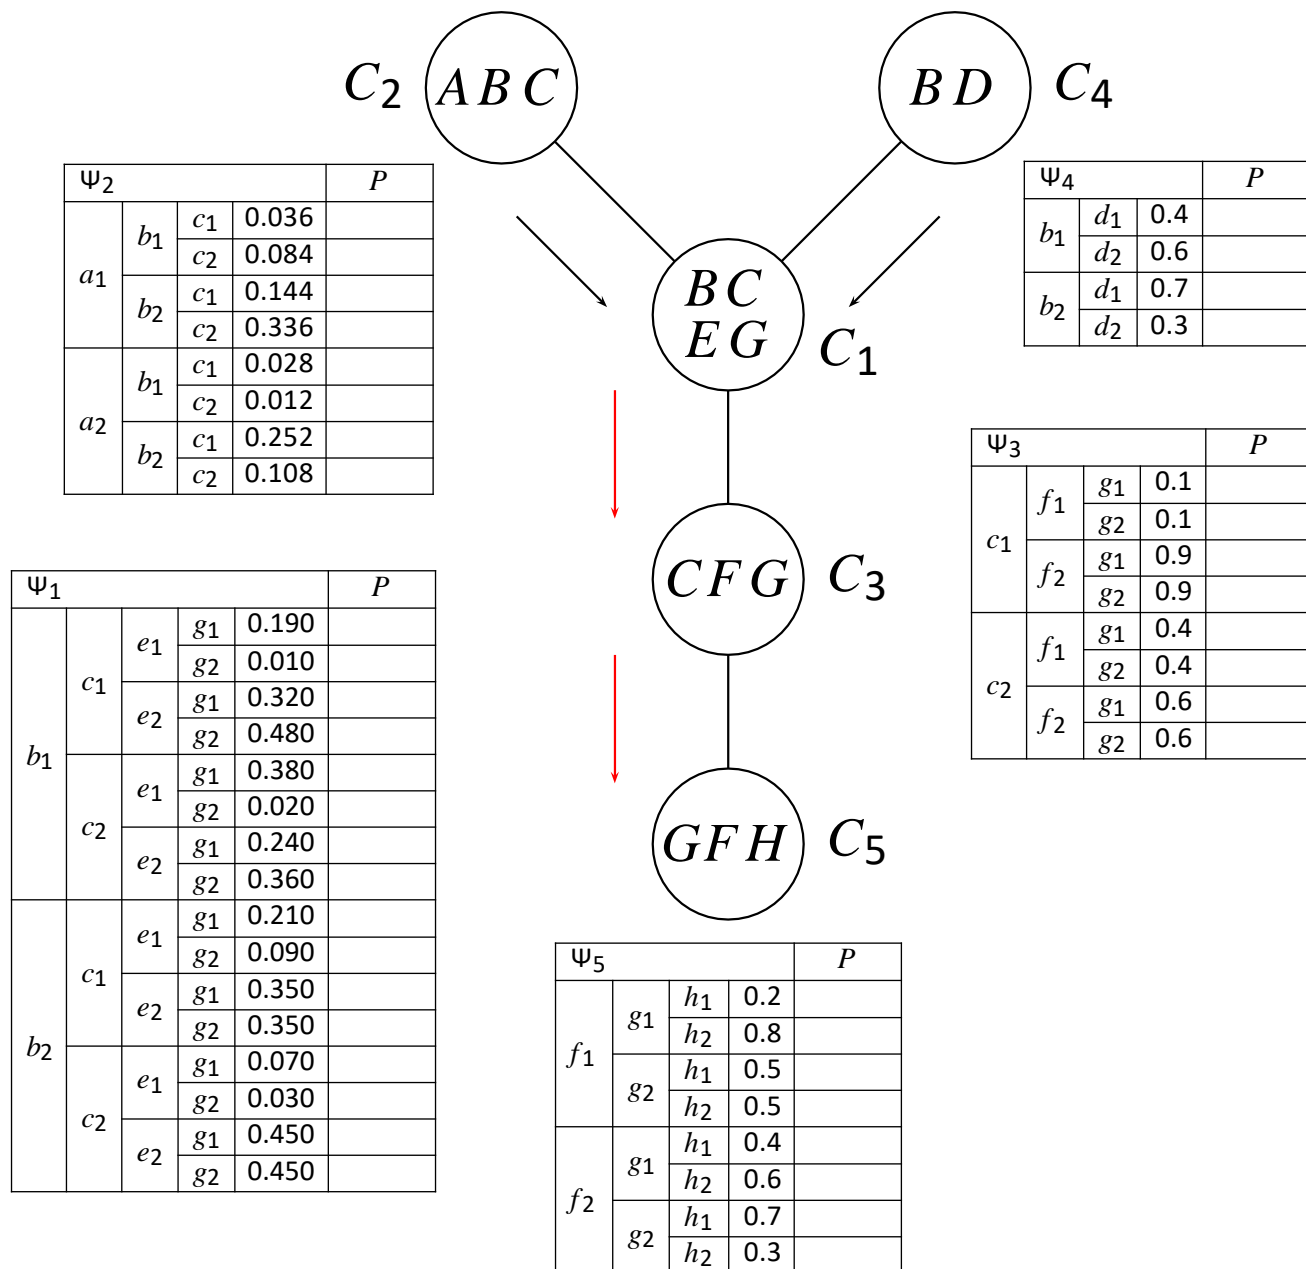 C2 A B C
B D C4
Ψ2 P
a1 b1 c1 0.036
c2 0.084
b2 c1 0.144
c2 0.336
a2 b1 c1 0.028
c2 0.012
b2 c1 0.252
c2 0.108
Ψ4 P
b1 d1 0.4
d2 0.6
b2 d1 0.7
d2 0.3
B C
E G
C1
Ψ3 P
c1 f1 g1 0.1
g2 0.1
f2 g1 0.9
g2 0.9
c2 f1 g1 0.4
g2 0.4
f2 g1 0.6
g2 0.6
C F G C3
Ψ1 P
b1 c1 e1 g1 0.190
g2 0.010
e2 g1 0.320
g2 0.480
c2 e1 g1 0.380
g2 0.020
e2 g1 0.240
g2 0.360
b2 c1 e1 g1 0.210
g2 0.090
e2 g1 0.350
g2 0.350
c2 e1 g1 0.070
g2 0.030
e2 g1 0.450
g2 0.450
G F H C5
Ψ5 P
f1 g1 h1 0.2
h2 0.8
g2 h1 0.5
h2 0.5
f2 g1 h1 0.4
h2 0.6
g2 h1 0.7
h2 0.3